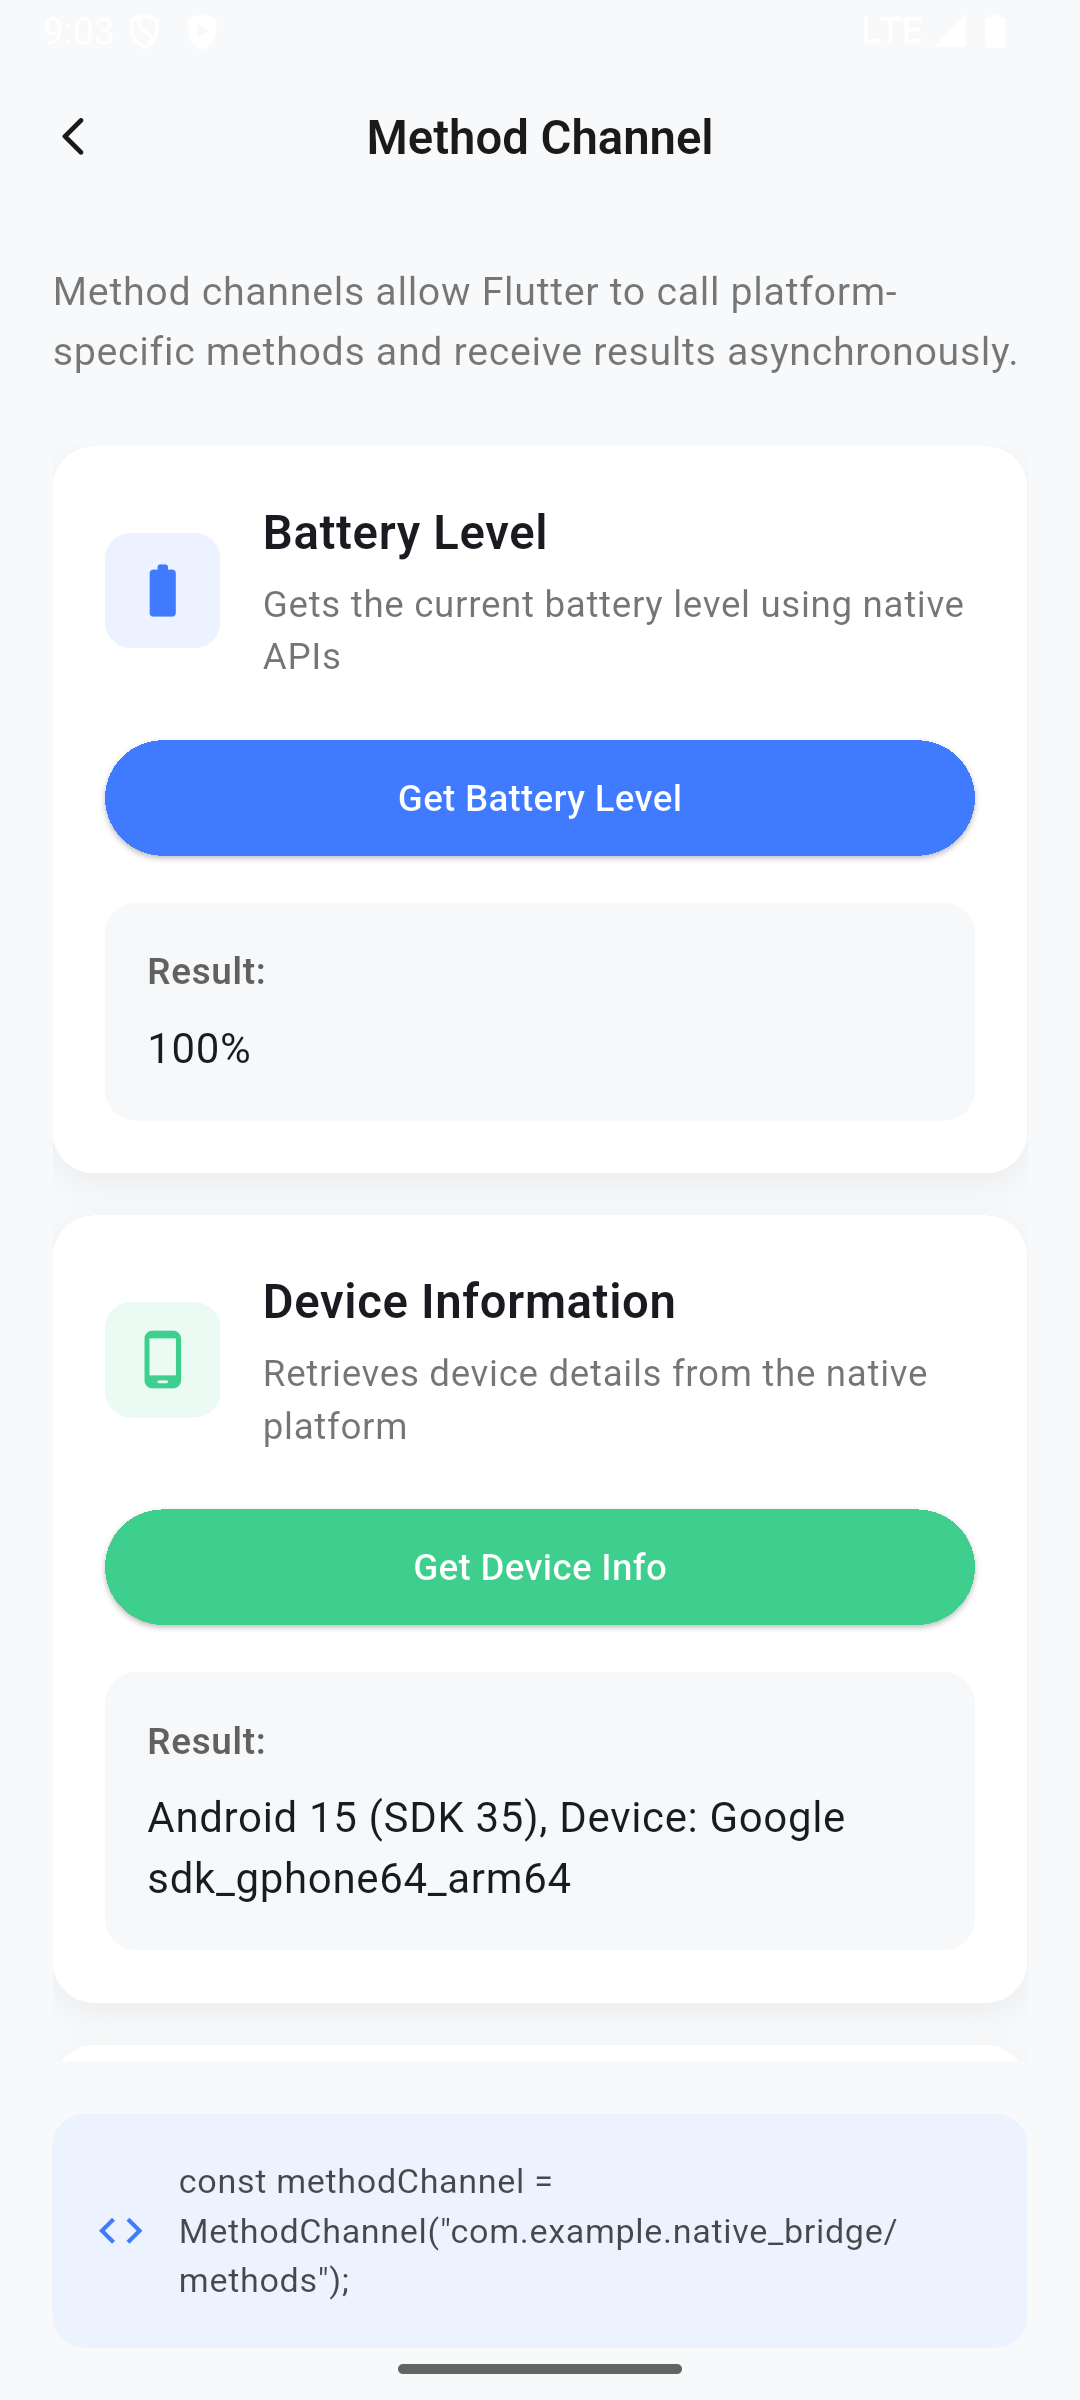 9:03
LTE
Method Channel
Method channels allow Flutter to call platform-
specific methods and receive results asynchronously.
Battery Level
Gets the current battery level using native
APIs
Get Battery Level
Result:
100%
Device Information
Retrieves device details from the native
platform
Get Device Info
Result:
Android 15 (SDK 35), Device: Google
sdk_gphone64_arm64
const methodChannel =
MethodChannel("com.example.native_bridge/
methods");